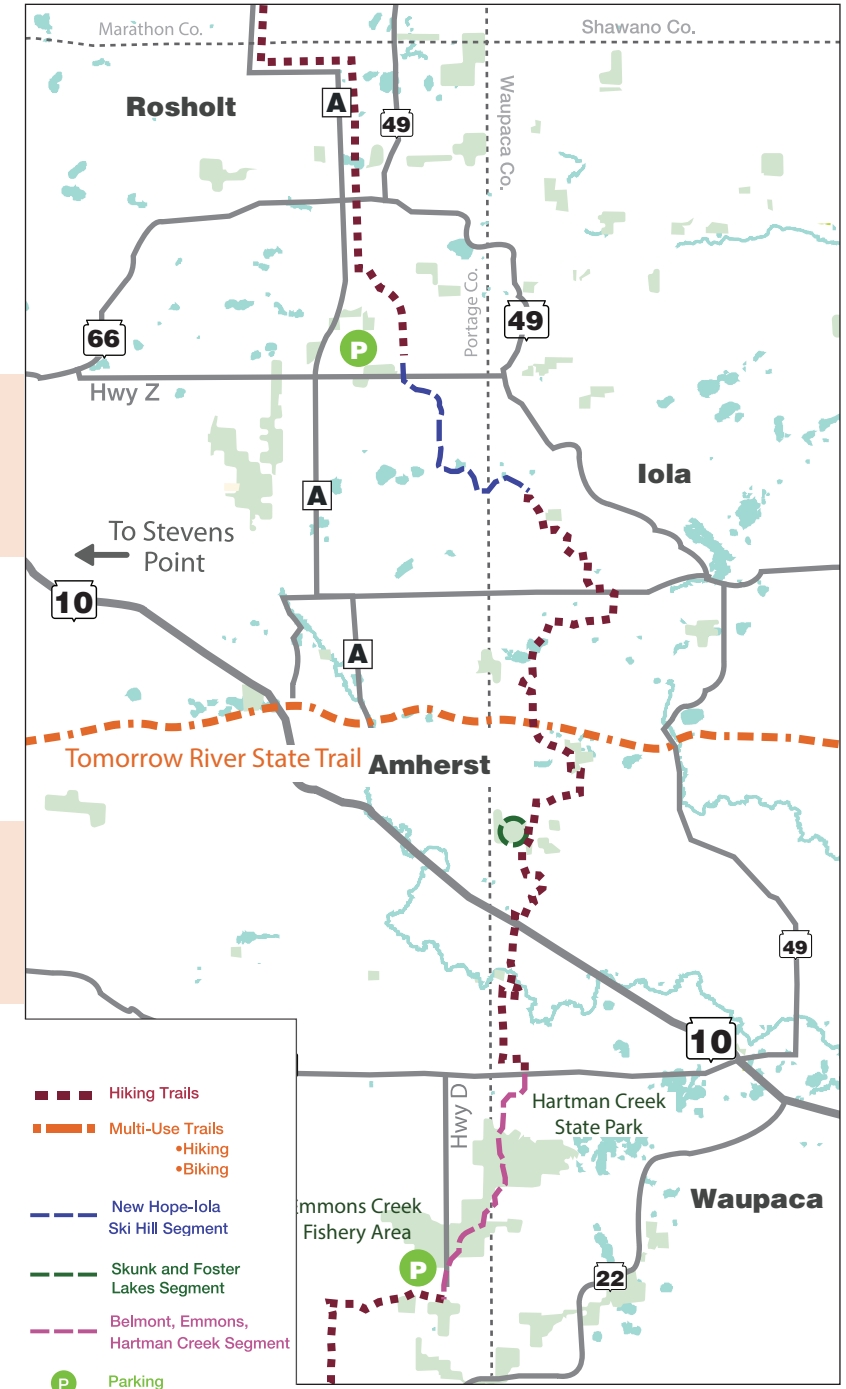 Marathon Co.
Shawano Co.
Rosholt
A
49
Waupaca Co.
Portage Co.
66
49
P
Hwy Z
Iola
A
To Stevens
Point
10
A
Tomorrow River State Trail
Amherst
49
10
Hwy D
Hartman Creek
State Park
mmons Creek
Fishery Area
Waupaca
P
22
Hiking Trails
Multi-Use Trails
•Hiking
•Biking
New Hope-Iola
Ski Hill Segment
Skunk and Foster
Lakes Segment
Belmont, Emmons,
Hartman Creek Segment
P Parking